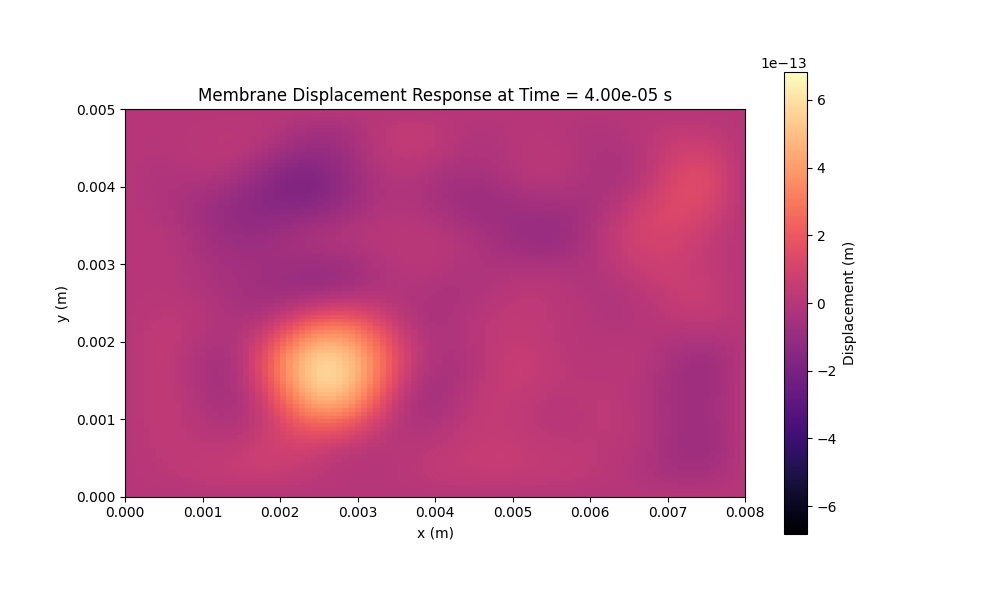 1e−13
Membrane Displacement Response at Time = 4.00e-05 s
0.005
0.004
0.003
0.002
0.001
0.000
y (m)
0.000 0.001 0.002 0.003 0.004 0.005 0.006 0.007 0.008
x (m)
6
4
2
0
−2
−4
−6
Displacement (m)